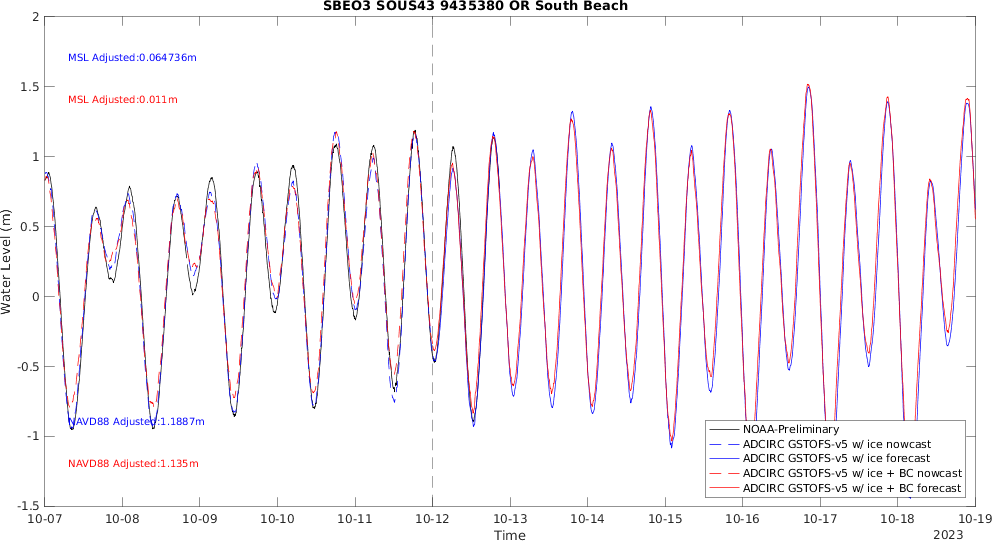 SBEO3 SOUS43 9435380 OR South Beach
2
1.5
1
0.5
0
-0.5
-1
-1.5
Water Level (m)
MSL Adjusted:0.064736m
MSL Adjusted:0.011m
NAVD88 Adjusted:1.1887m
NAVD88 Adjusted:1.135m
NOAA-Preliminary
ADCIRC GSTOFS-v5 w/ ice nowcast
ADCIRC GSTOFS-v5 w/ ice forecast
ADCIRC GSTOFS-v5 w/ ice + BC nowcast
ADCIRC GSTOFS-v5 w/ ice + BC forecast
10-07 10-08 10-09 10-10 10-11 10-12 10-13 10-14 10-15 10-16 10-17 10-18 10-19
Time
2023